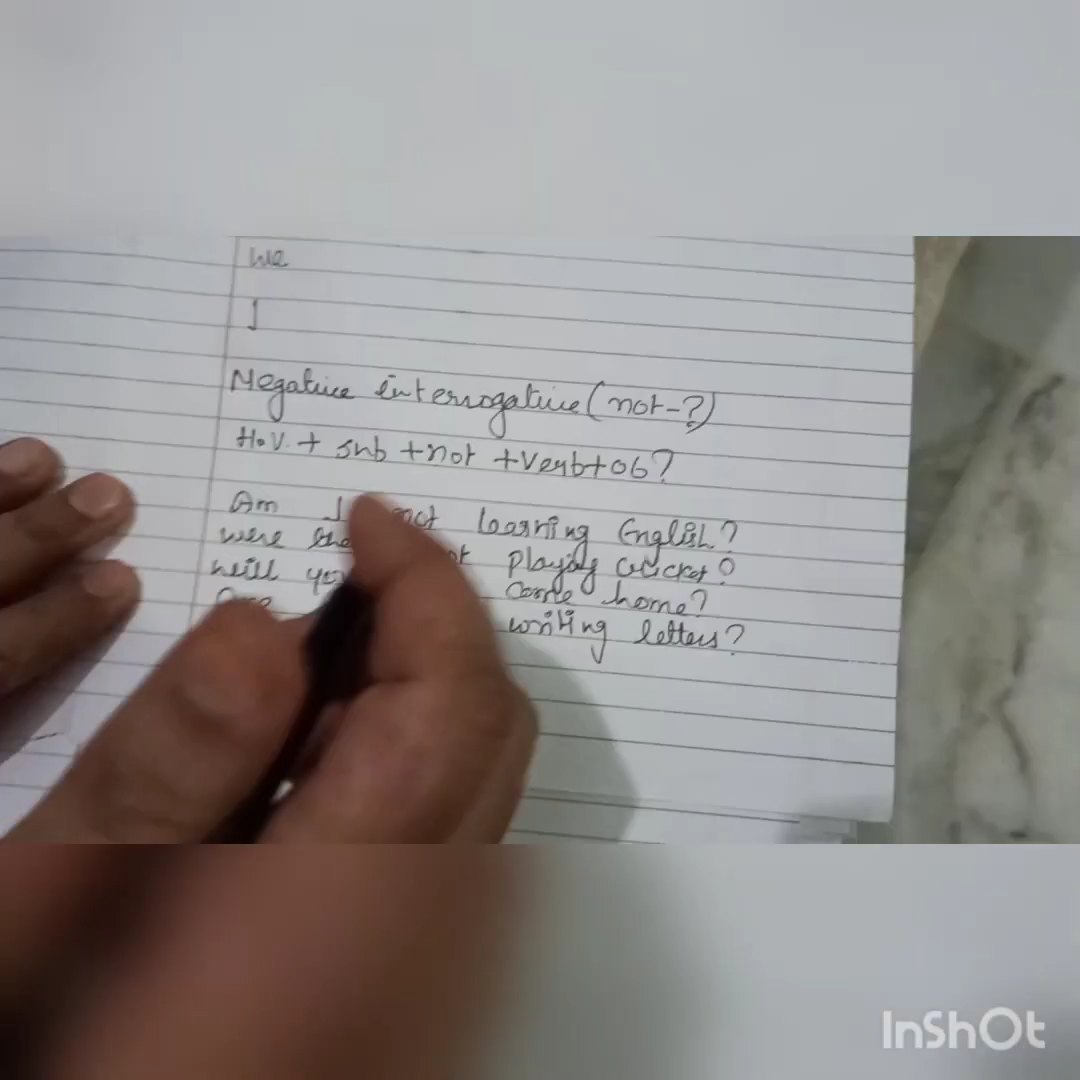 we
I
Negative interrogative (not-?)
H.V. + sub + not + Verb + ob?
Am I not learning English?
were playing cricket?
will come home?
writing letters?
InShOt